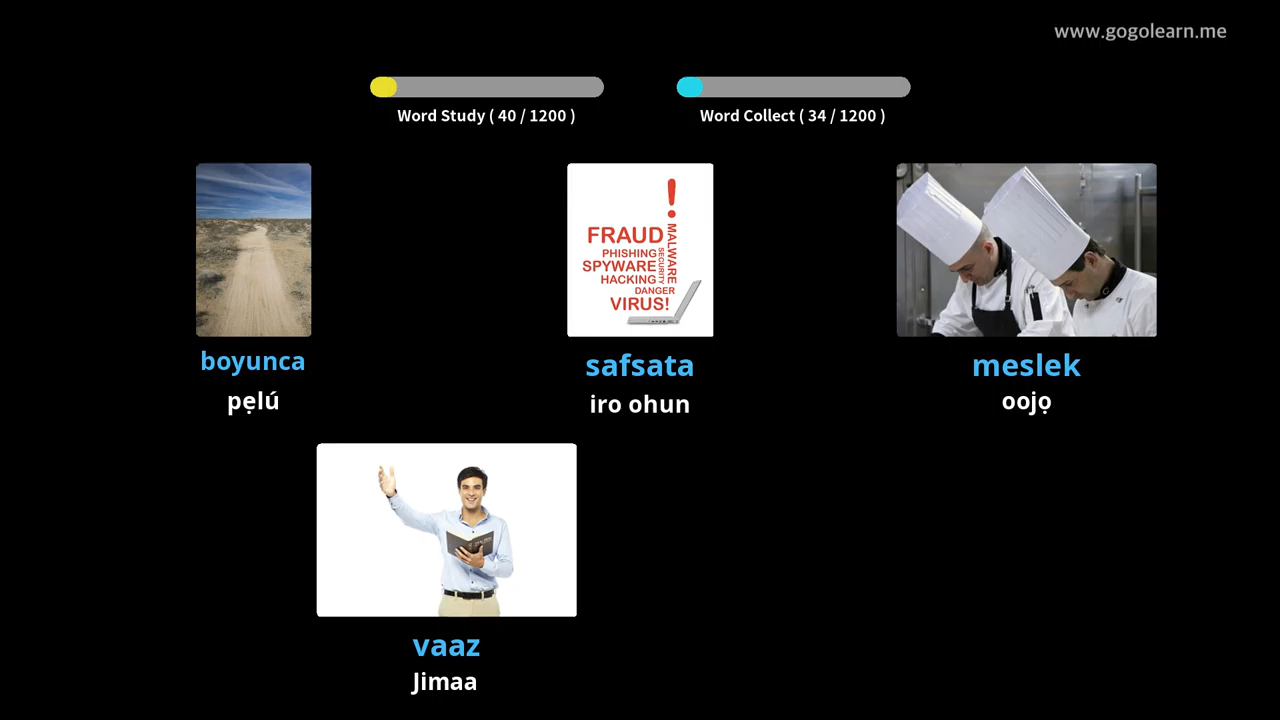 www.gogolearn.me
Word Study ( 40 / 1200 )
Word Collect ( 34 / 1200 )
!
FRAUD
PHISHING
SPYWARE
HACKING
DANGER
VIRUS!
SECURITY
MALWARE
boyunca
pẹlú
safsata
iro ohun
meslek
oojọ
vaaz
Jimaa